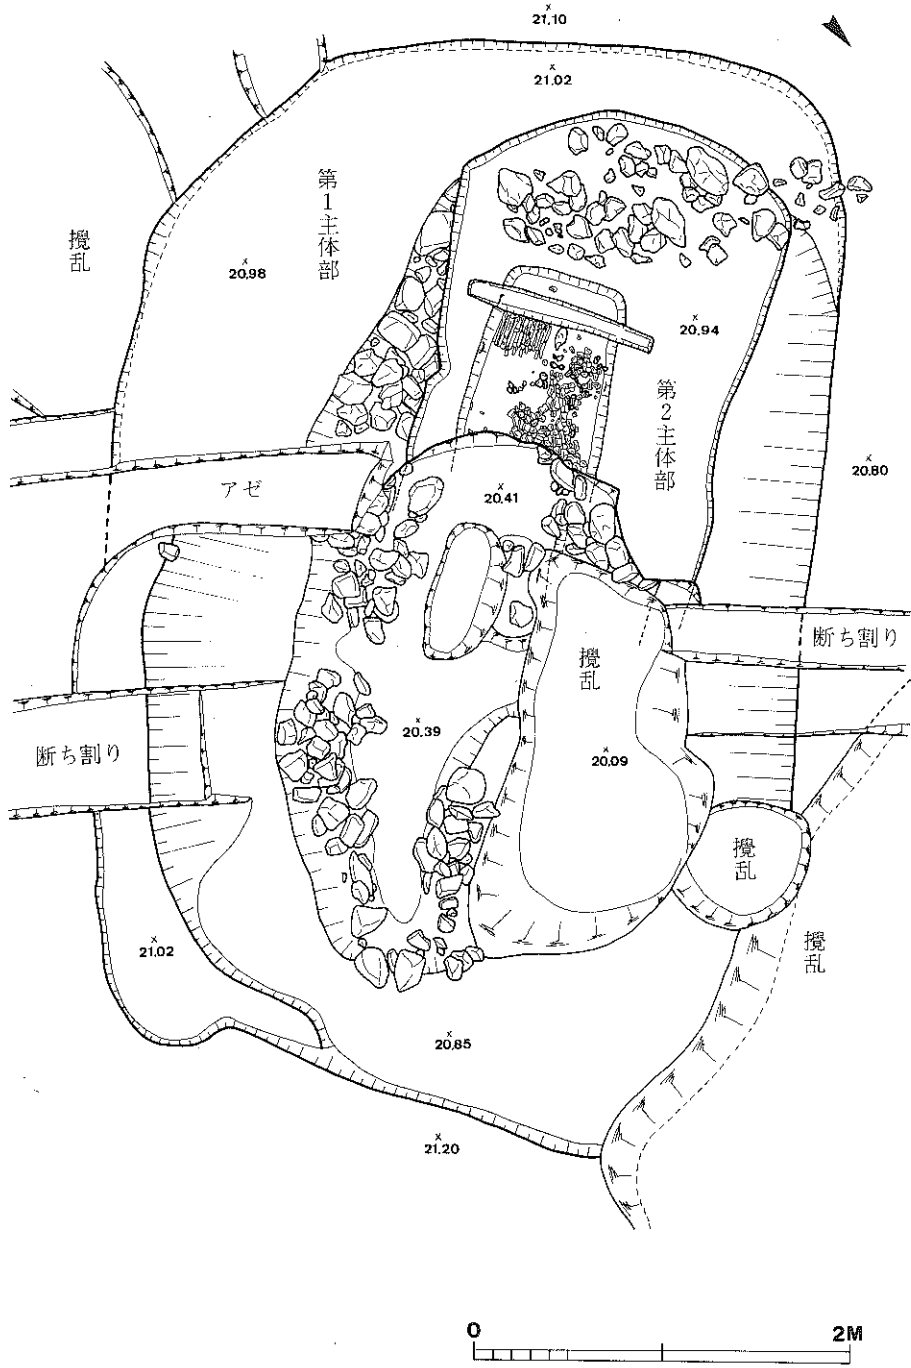 21.10
21.02
第1主体部
攪乱
20.98
20.94
第2主体部
20.80
アゼ
20.41
断ち割り
攪乱
20.39
断ち割り
20.09
攪乱
攪乱
21.02
20.85
21.20
0 2M